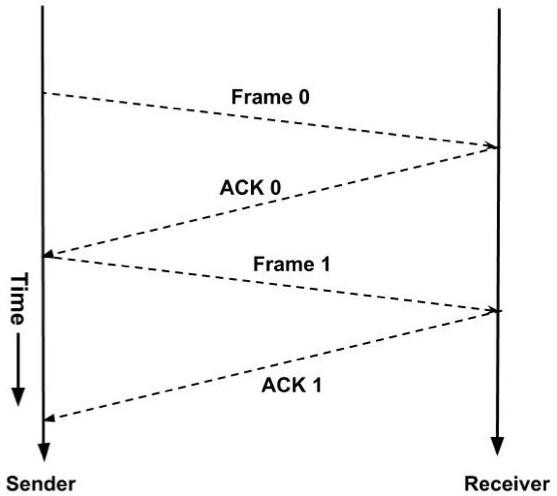 Frame 0
ACK 0
Frame 1
Time
ACK 1
Sender
Receiver